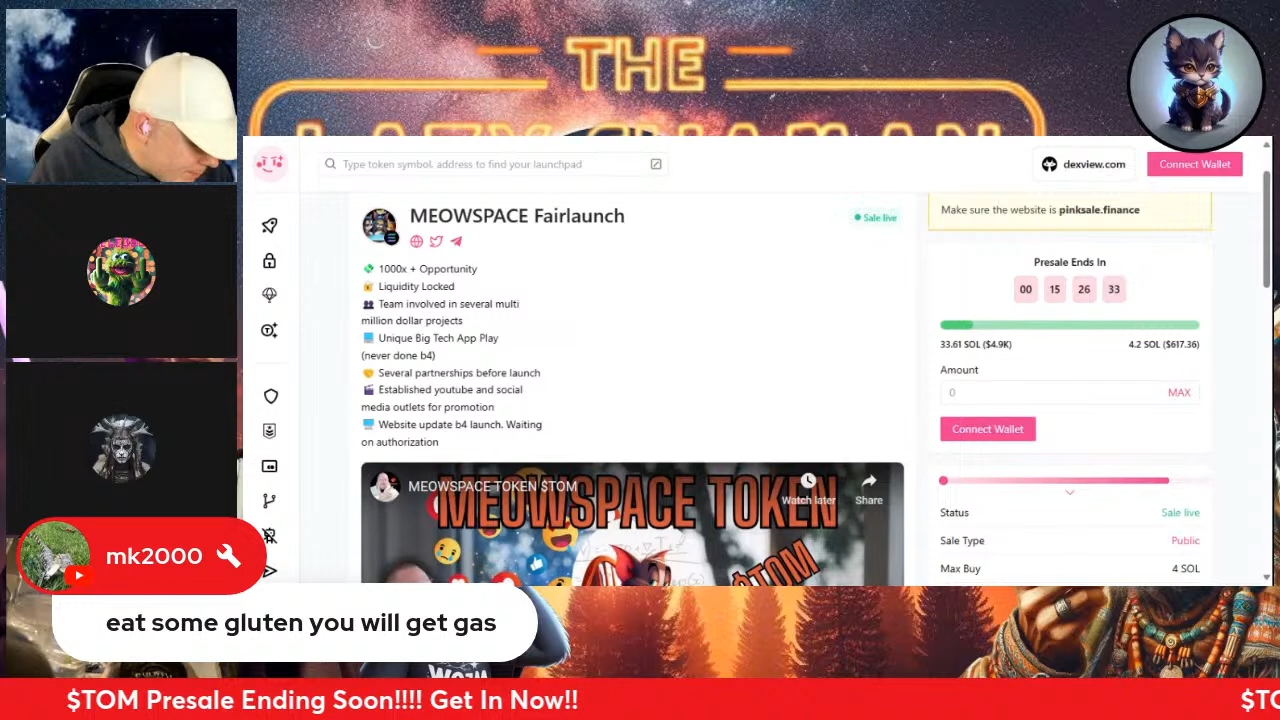 THE
LAZY SHAMAN
Type token symbol, address to find your launchpad
dexview.com
Connect Wallet
MEOWSPACE Fairlaunch
Sale live
Make sure the website is pinksale.finance
Presale Ends In
00 15 26 33
33.61 SOL ($4.9K)
4.2 SOL ($617.36)
Amount
0
MAX
Connect Wallet
1000x + Opportunity
Liquidity Locked
Team involved in several multi
million dollar projects
Unique Big Tech App Play
(never done b4)
Several partnerships before launch
Established youtube and social
media outlets for promotion
Website update b4 launch. Waiting
on authorization
MEOWSPACE TOKEN $TOM
Watch later
Share
MEOWSPACE TOKEN
$TOM
Status
Sale live
Sale Type
Public
Max Buy
4 SOL
mk2000
eat some gluten you will get gas
$TOM Presale Ending Soon!!!! Get In Now!!
$TO